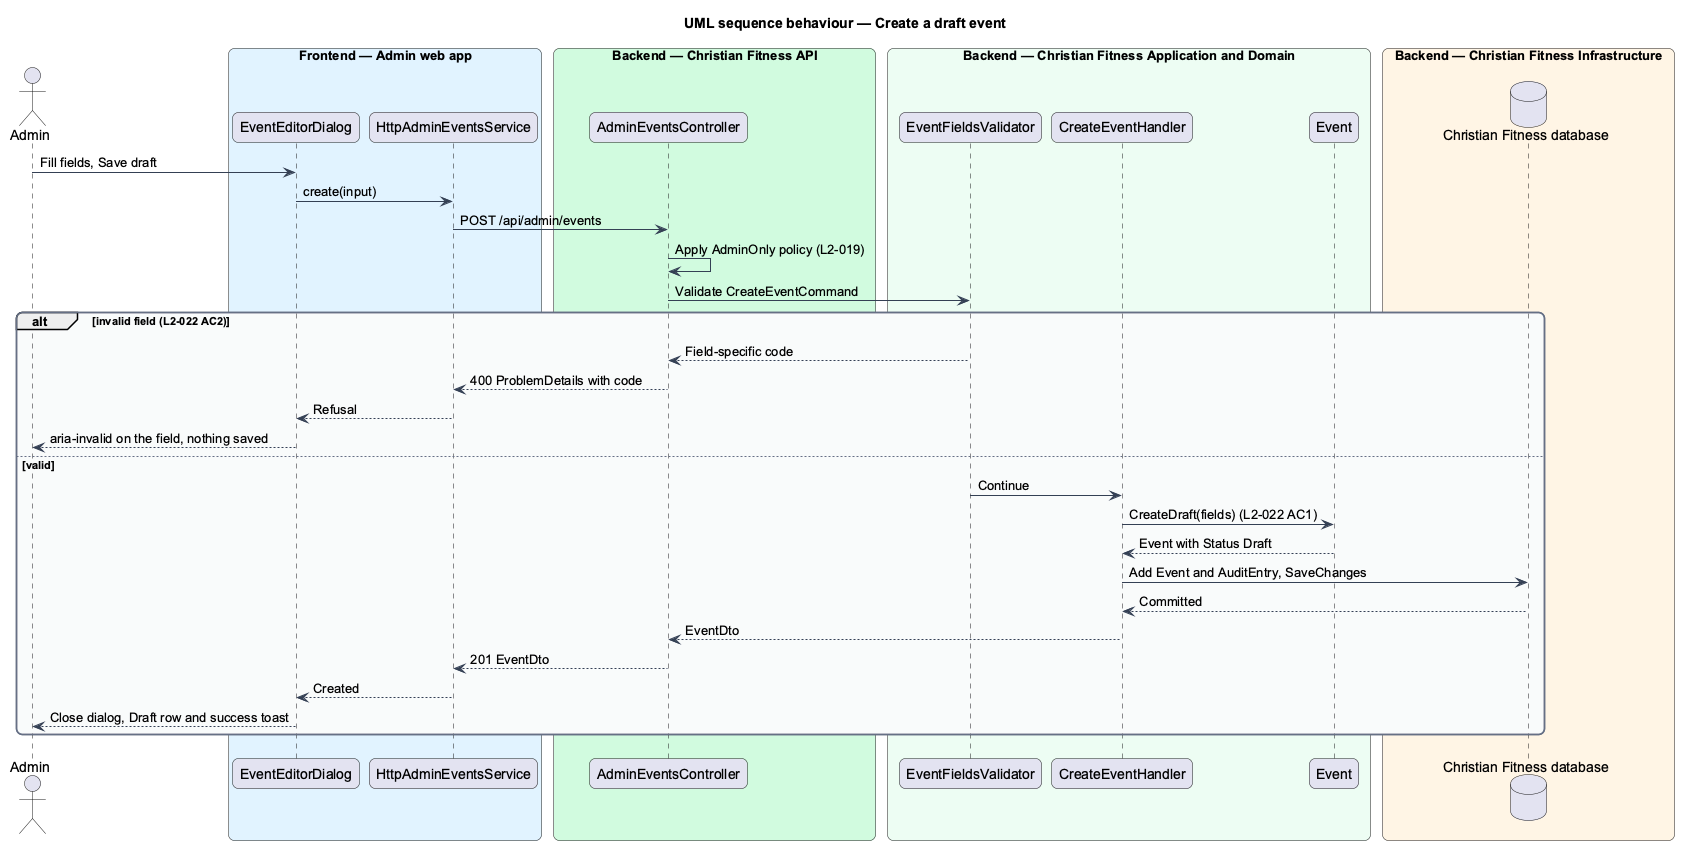 UML sequence behaviour — Create a draft event
Frontend — Admin web app
Backend — Christian Fitness API
Backend — Christian Fitness Application and Domain
Backend — Christian Fitness Infrastructure
Admin
EventEditorDialog
HttpAdminEventsService
AdminEventsController
EventFieldsValidator
CreateEventHandler
Event
Christian Fitness database
Fill fields, Save draft
create(input)
POST /api/admin/events
Apply AdminOnly policy (L2-019)
Validate CreateEventCommand
alt
[invalid field (L2-022 AC2)]
Field-specific code
400 ProblemDetails with code
Refusal
aria-invalid on the field, nothing saved
[valid]
Continue
CreateDraft(fields) (L2-022 AC1)
Event with Status Draft
Add Event and AuditEntry, SaveChanges
Committed
EventDto
201 EventDto
Created
Close dialog, Draft row and success toast
Admin
EventEditorDialog
HttpAdminEventsService
AdminEventsController
EventFieldsValidator
CreateEventHandler
Event
Christian Fitness database